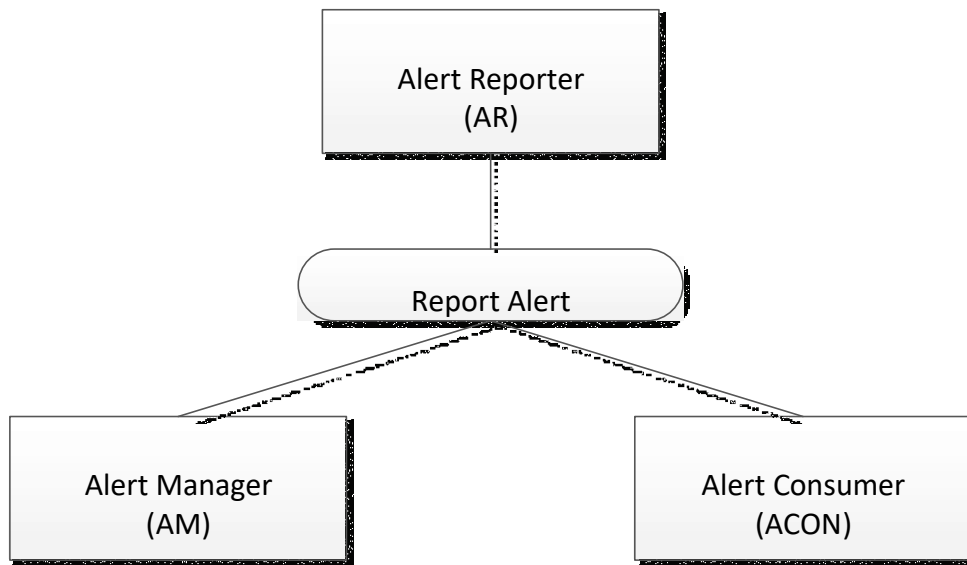 Alert Reporter
(AR)
Report Alert
Alert Manager
(AM)
Alert Consumer
(ACON)